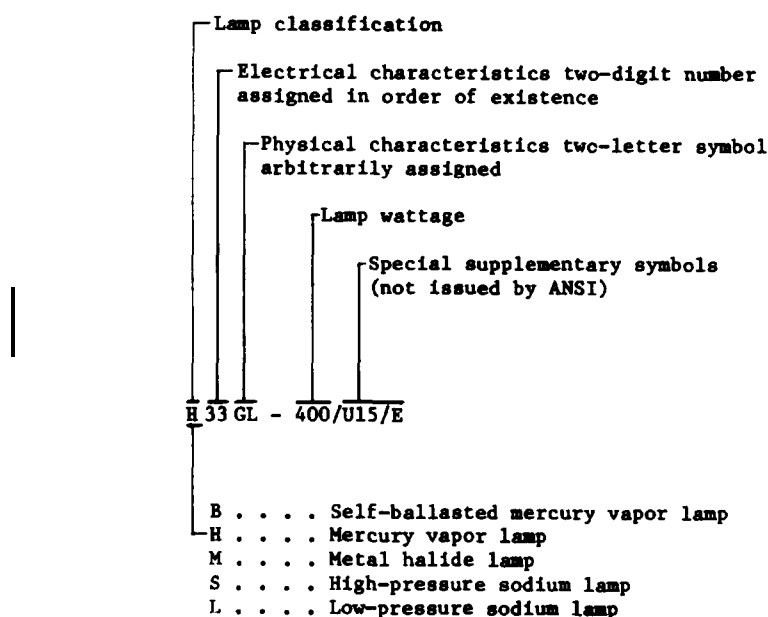 Lamp classification
Electrical characteristics two-digit number
assigned in order of existence
Physical characteristics two-letter symbol
arbitrarily assigned
Lamp wattage
Special supplementary symbols
(not issued by ANSI)
H 33 GL - 400/U15/E
B . . . . Self-ballasted mercury vapor lamp
H . . . . Mercury vapor lamp
M . . . . Metal halide lamp
S . . . . High-pressure sodium lamp
L . . . . Low-pressure sodium lamp